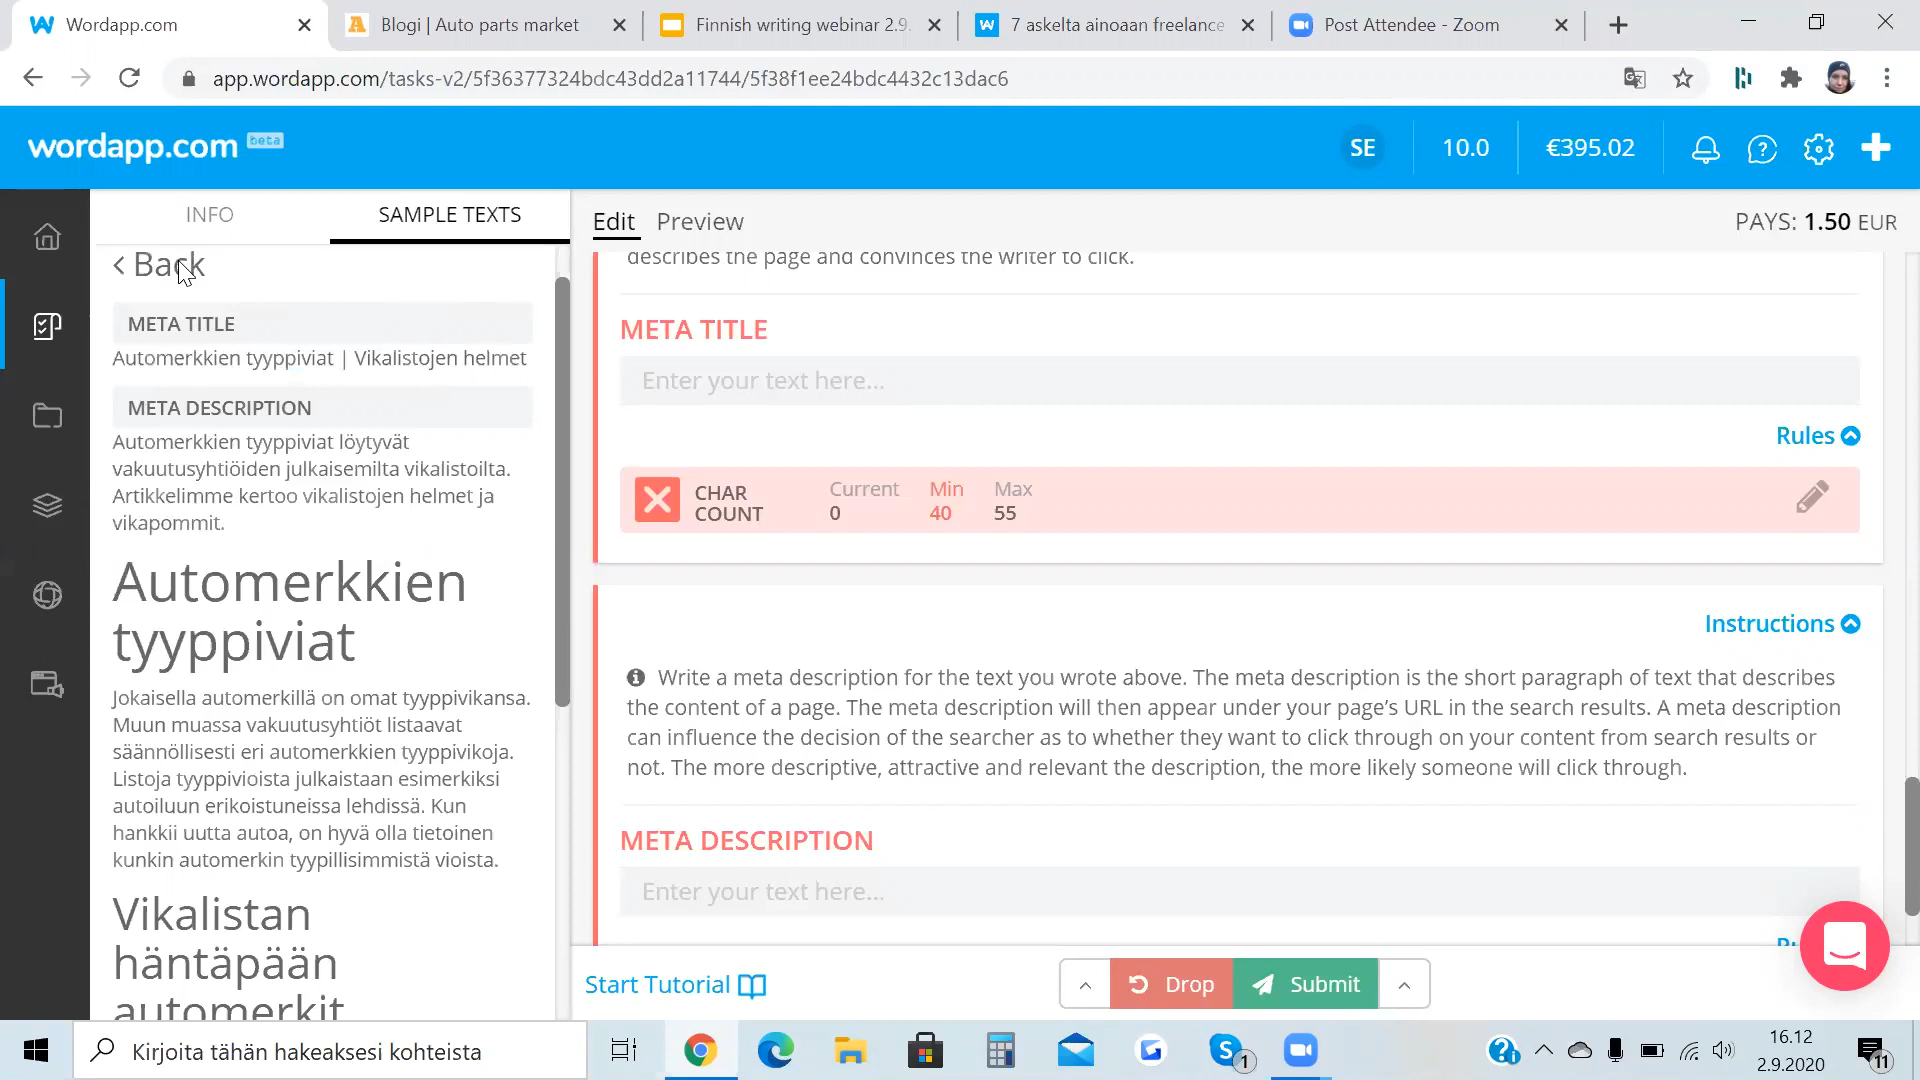 Wordapp.com
Blogi | Auto parts market
Finnish writing webinar 2.9.
7 askelta ainoaan freelance
Post Attendee - Zoom
app.wordapp.com/tasks-v2/5f36377324bdc43dd2a11744/5f38f1ee24bdc4432c13dac6
wordapp.com beta
SE
10.0
€395.02
INFO
SAMPLE TEXTS
Edit
Preview
PAYS: 1.50 EUR
Back
META TITLE
Automerkkien tyyppiviat | Vikalistojen helmet
META DESCRIPTION
Automerkkien tyyppiviat löytyvät
vakuutusyhtiöiden julkaisemilta vikalistoilta.
Artikkelimme kertoo vikalistojen helmet ja
vikapommit.
Automerkkien
tyyppiviat
Jokaisella automerkillä on omat tyyppivikansa.
Muun muassa vakuutusyhtiöt listaavat
säännöllisesti eri automerkkien tyyppivikoja.
Listoja tyyppivioista julkaistaan esimerkiksi
autoiluun erikoistuneissa lehdissä. Kun
hankkii uutta autoa, on hyvä olla tietoinen
kunkin automerkin tyypillisimmistä vioista.
Vikalistan
häntäpään
automerkit
describes the page and convinces the writer to click.
META TITLE
Enter your text here...
Rules
CHAR
COUNT
Current
0
Min
40
Max
55
Instructions
Write a meta description for the text you wrote above. The meta description is the short paragraph of text that describes
the content of a page. The meta description will then appear under your page's URL in the search results. A meta description
can influence the decision of the searcher as to whether they want to click through on your content from search results or
not. The more descriptive, attractive and relevant the description, the more likely someone will click through.
META DESCRIPTION
Enter your text here...
Start Tutorial
Drop
Submit
Kirjoita tähän hakeaksesi kohteista
1
16.12
2.9.2020
11